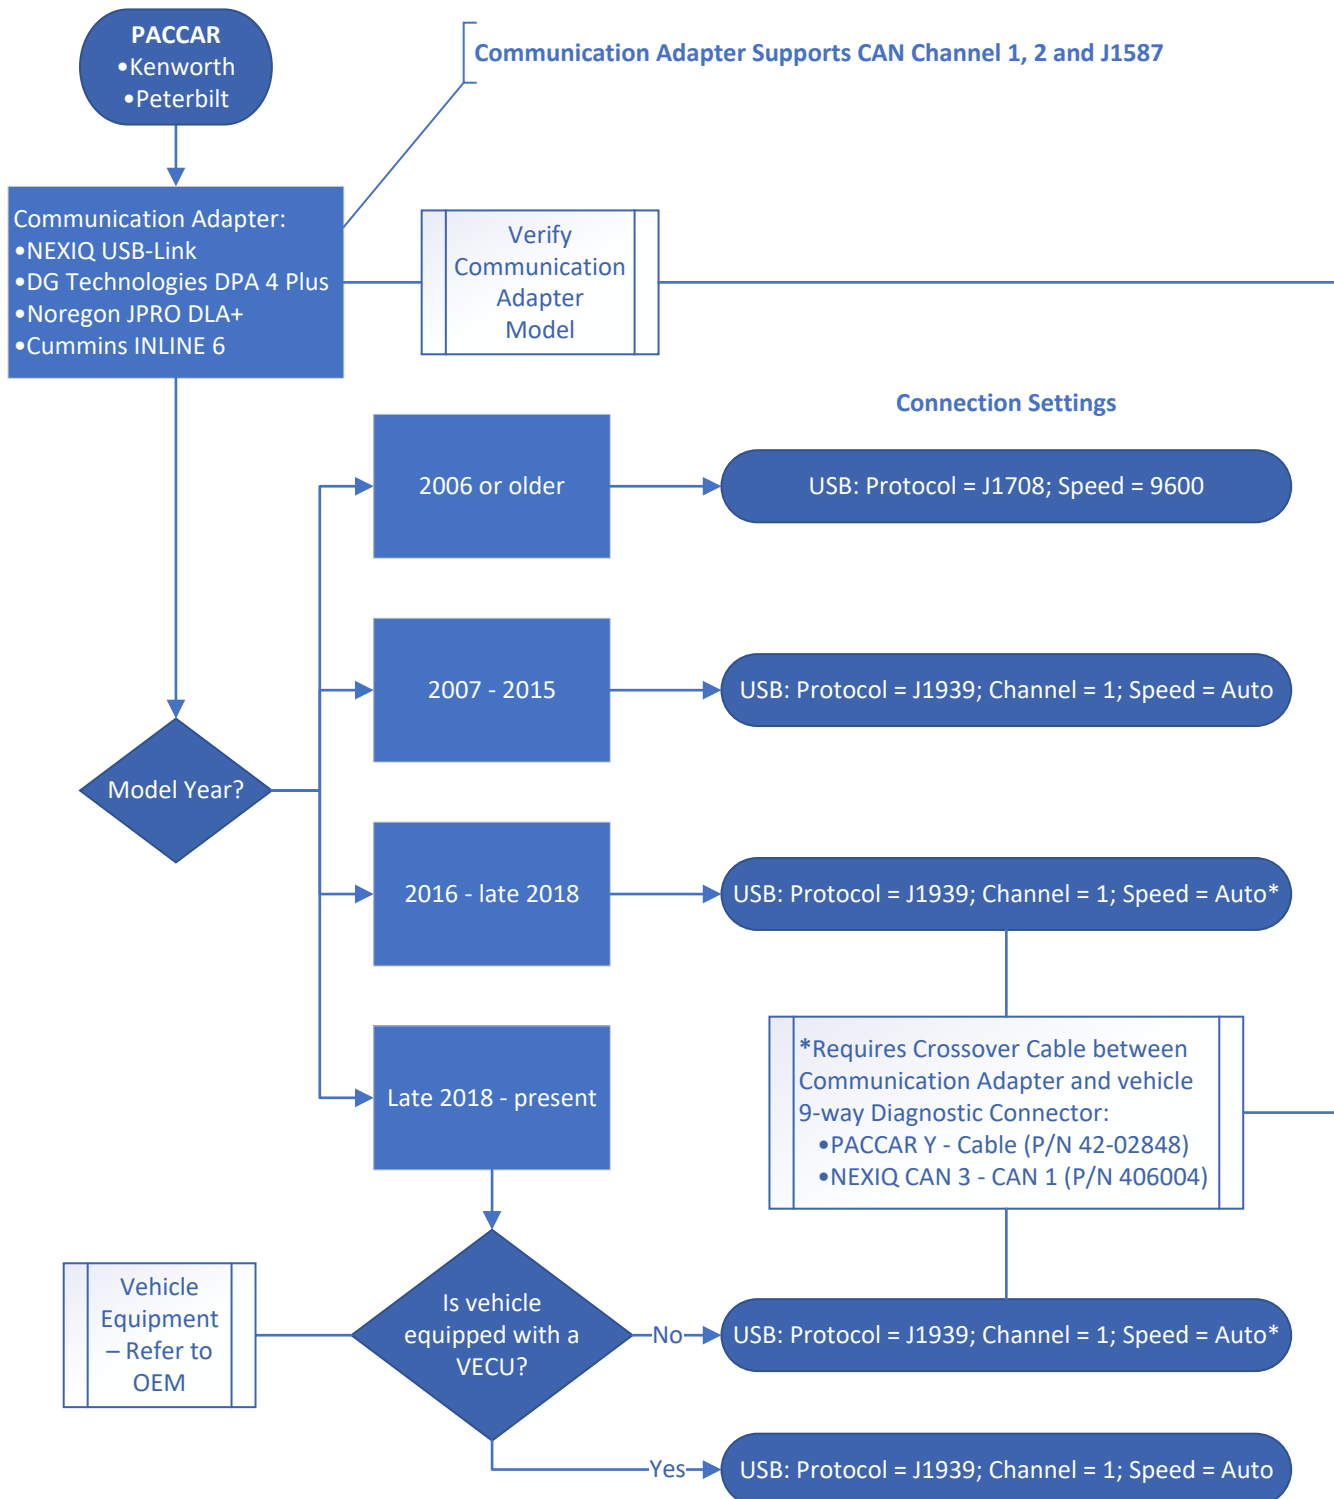 PACCAR
•Kenworth
•Peterbilt
Communication Adapter Supports CAN Channel 1, 2 and J1587
Communication Adapter:
•NEXIQ USB-Link
•DG Technologies DPA 4 Plus
•Noregon JPRO DLA+
•Cummins INLINE 6
Verify
Communication
Adapter
Model
Connection Settings
2006 or older
USB: Protocol = J1708; Speed = 9600
2007 - 2015
USB: Protocol = J1939; Channel = 1; Speed = Auto
Model Year?
2016 - late 2018
USB: Protocol = J1939; Channel = 1; Speed = Auto*
*Requires Crossover Cable between
Communication Adapter and vehicle
9-way Diagnostic Connector:
•PACCAR Y - Cable (P/N 42-02848)
•NEXIQ CAN 3 - CAN 1 (P/N 406004)
Late 2018 - present
Vehicle
Equipment
– Refer to
OEM
Is vehicle
equipped with a
VECU?
No
USB: Protocol = J1939; Channel = 1; Speed = Auto*
Yes
USB: Protocol = J1939; Channel = 1; Speed = Auto